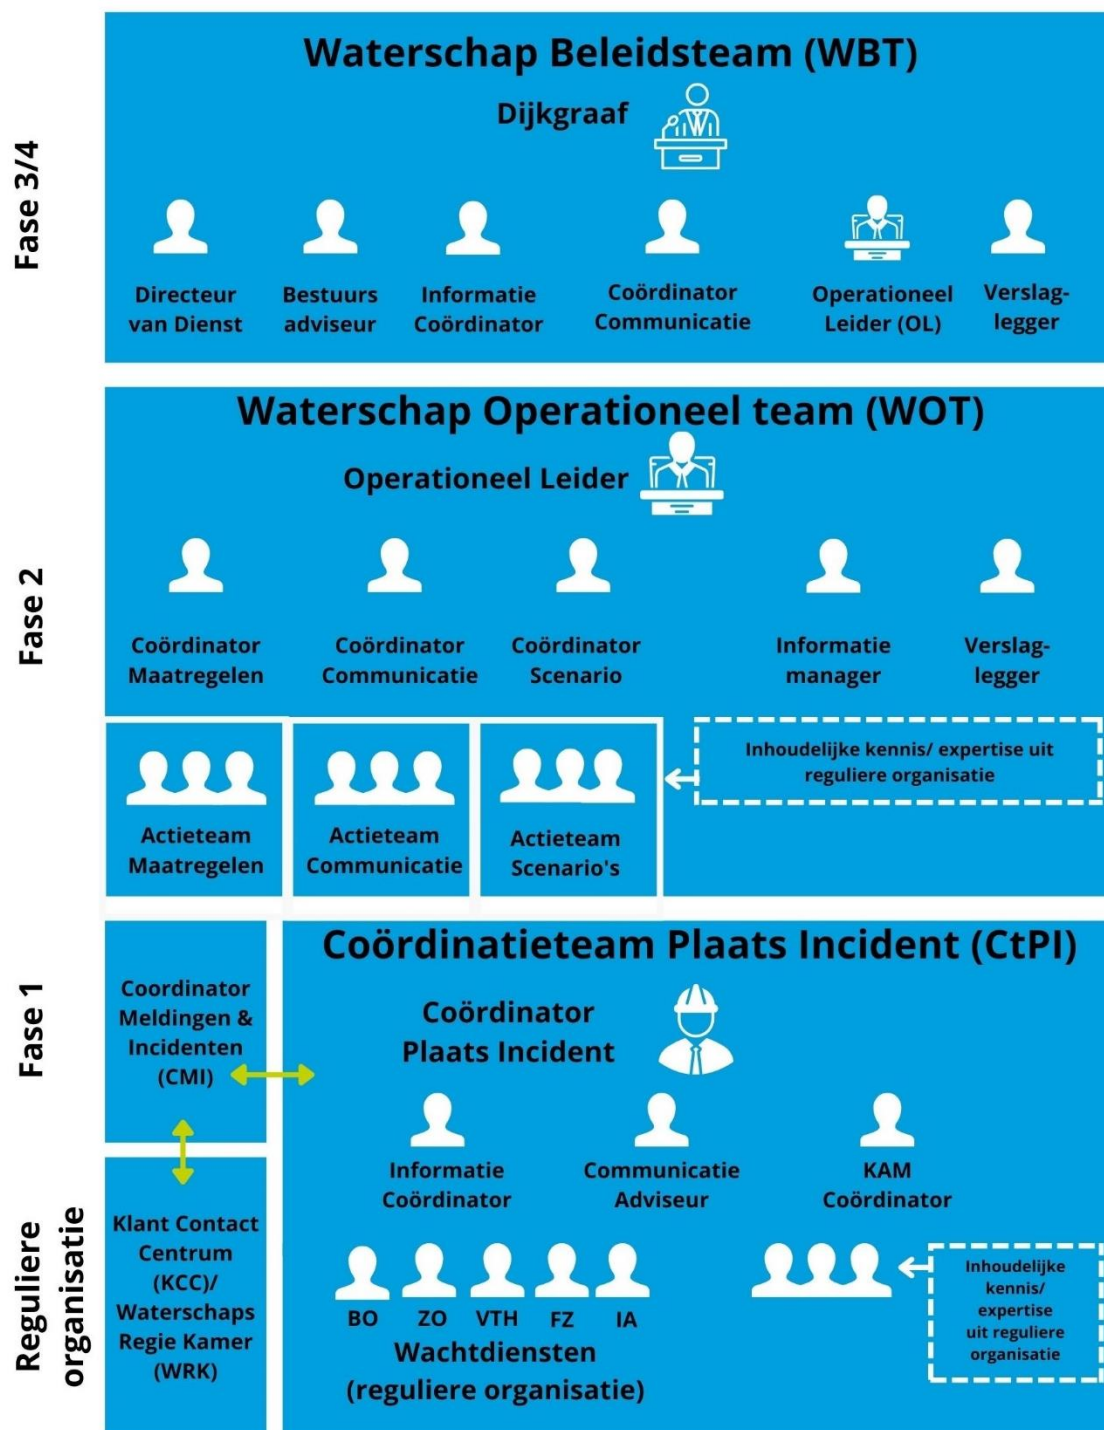 Fase 3/4
Waterschap Beleidsteam (WBT)
Dijkgraaf
Directeur
van Dienst
Bestuurs
adviseur
Informatie
Coördinator
Coördinator
Communicatie
Operationeel
Leider (OL)
Verslag-
legger
Fase 2
Waterschap Operationeel team (WOT)
Operationeel Leider
Coördinator
Maatregelen
Coördinator
Communicatie
Coördinator
Scenario
Informatie
manager
Verslag-
legger
Actieteam
Maatregelen
Actieteam
Communicatie
Actieteam
Scenario's
Inhoudelijke kennis/ expertise uit
reguliere organisatie
Fase 1
Coordinator
Meldingen &
Incidenten
(CMI)
Coördinatieteam Plaats Incident (CtPI)
Coördinator
Plaats Incident
Informatie
Coördinator
Communicatie
Adviseur
KAM
Coördinator
Reguliere
organisatie
Klant Contact
Centrum
(KCC)/
Waterschaps
Regie Kamer
(WRK)
BO
ZO
VTH
FZ
IA
Wachtdiensten
(reguliere organisatie)
Inhoudelijke
kennis/
expertise
uit reguliere
organisatie